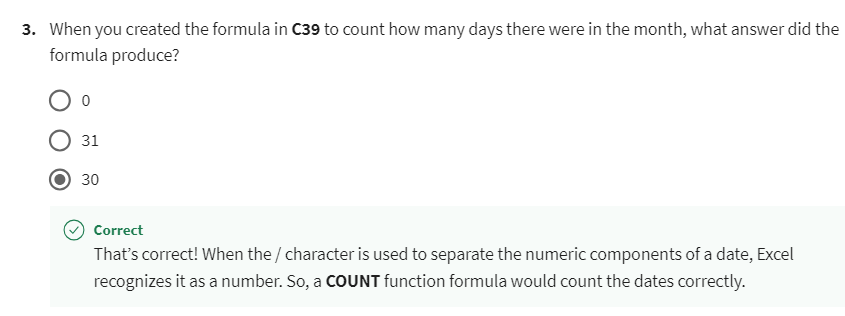 3. When you created the formula in C39 to count how many days there were in the month, what answer did the
formula produce?
0
31
30
Correct
That's correct! When the / character is used to separate the numeric components of a date, Excel
recognizes it as a number. So, a COUNT function formula would count the dates correctly.